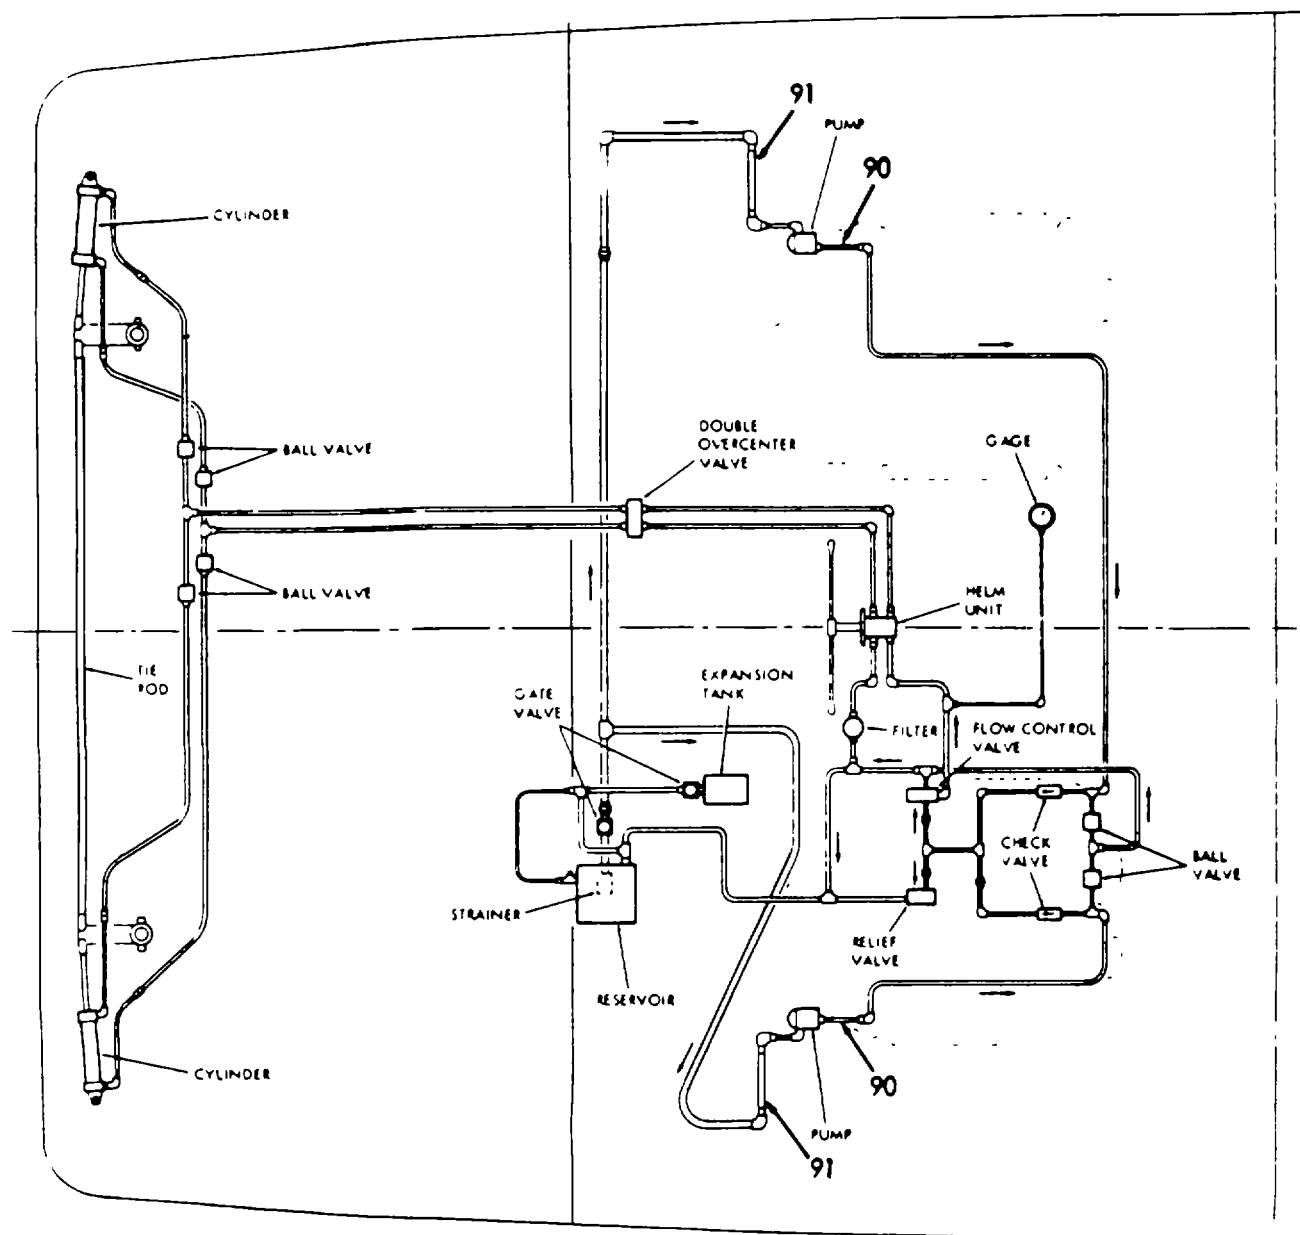 91
PUMP
90
CYLINDER
DOUBLE
OVERCENTER
VALVE
GAGE
BALL VALVE
BALL VALVE
HELM
UNIT
TIE
ROD
EXPANSION
TANK
GATE
VALVE
FILTER
FLOW CONTROL
VALVE
CHECK
VALVE
BALL
VALVE
STRAINER
RELIEF
VALVE
RESERVOIR
CYLINDER
90
PUMP
91